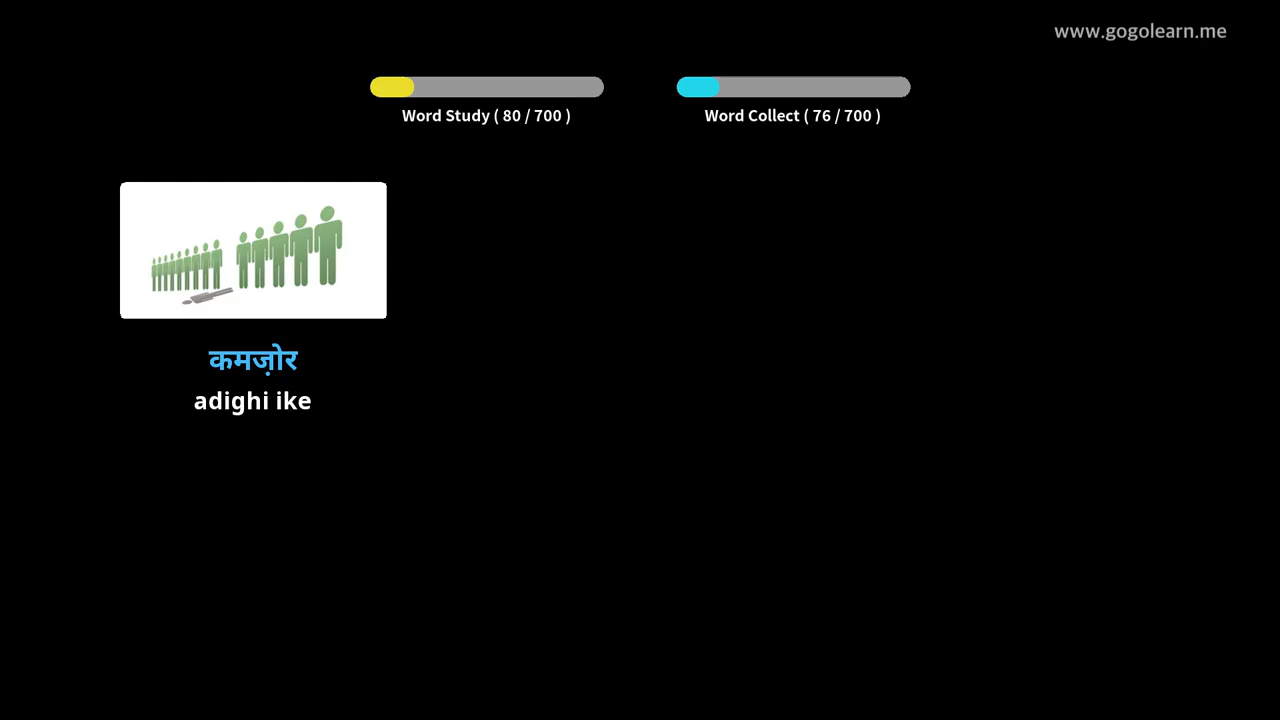 www.gogolearn.me
Word Study ( 80 / 700 )
Word Collect ( 76 / 700 )
कमज़ोर
adighi ike